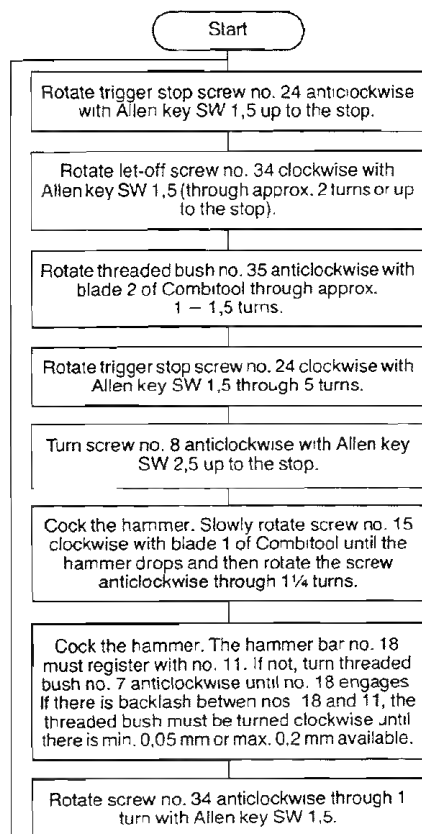 Start
Rotate trigger stop screw no. 24 anticlockwise
with Allen key SW 1,5 up to the stop.
Rotate let-off screw no. 34 clockwise with
Allen key SW 1,5 (through approx. 2 turns or up
to the stop).
Rotate threaded bush no. 35 anticlockwise with
blade 2 of Combitool through approx.
1 – 1,5 turns.
Rotate trigger stop screw no. 24 clockwise with
Allen key SW 1,5 through 5 turns.
Turn screw no. 8 anticlockwise with Allen key
SW 2,5 up to the stop.
Cock the hammer. Slowly rotate screw no. 15
clockwise with blade 1 of Combitool until the
hammer drops and then rotate the screw
anticlockwise through 1¼ turns.
Cock the hammer. The hammer bar no. 18
must register with no. 11. If not, turn threaded
bush no. 7 anticlockwise until no. 18 engages
If there is backlash betwen nos 18 and 11, the
threaded bush must be turned clockwise until
there is min. 0,05 mm or max. 0,2 mm available.
Rotate screw no. 34 anticlockwise through 1
turn with Allen key SW 1,5.